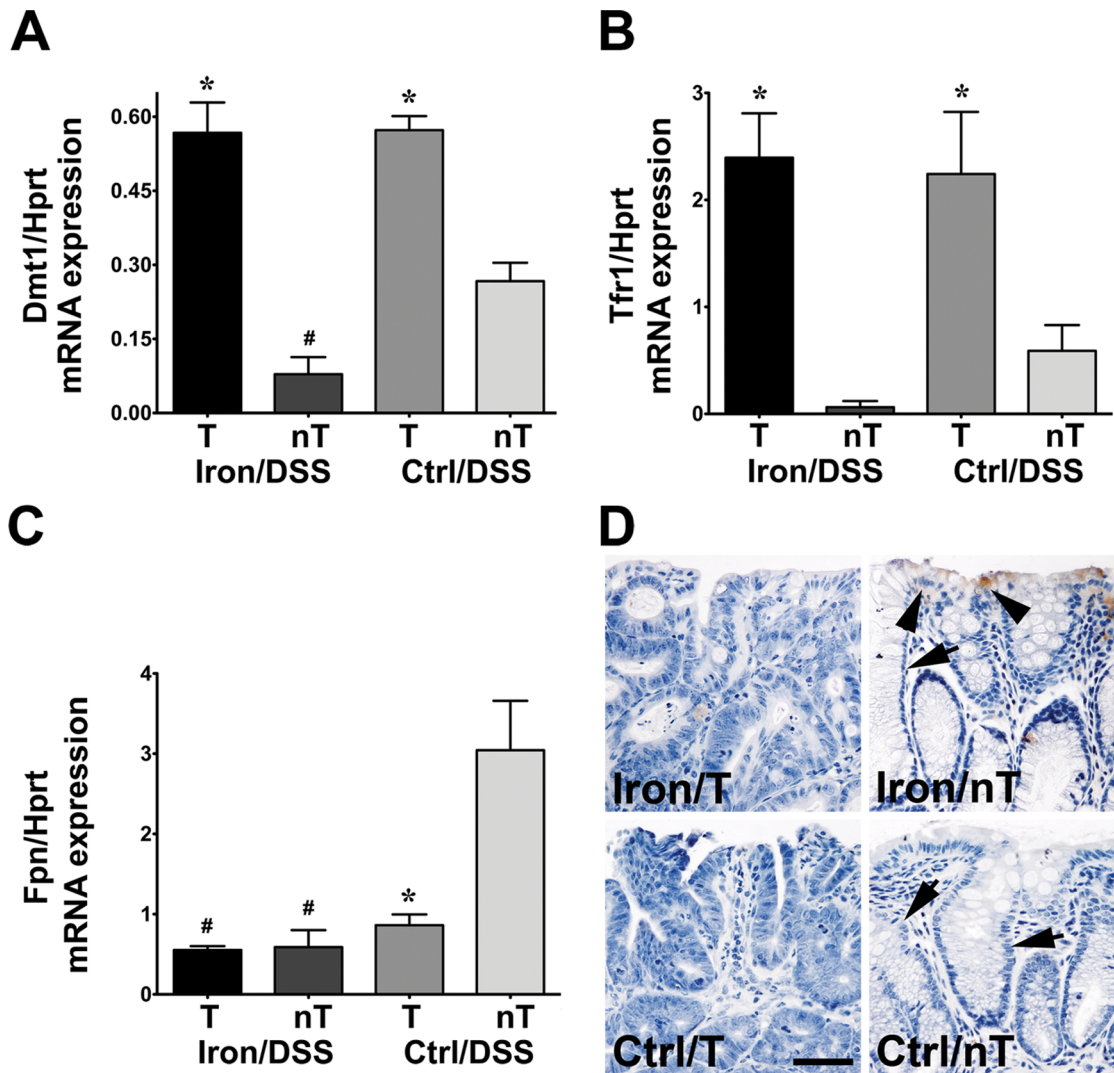 A
Dmt1/Hprt
mRNA expression
0.60
0.45
0.30
0.15
0.00
*
#
*
T nT T nT
Iron/DSS Ctrl/DSS
B
Tfr1/Hprt
mRNA expression
3
2
1
0
*
*
T nT T nT
Iron/DSS Ctrl/DSS
C
Fpn/Hprt
mRNA expression
4
3
2
1
0
#
#
*
T nT T nT
Iron/DSS Ctrl/DSS
D
Iron/T
Iron/nT
Ctrl/T
Ctrl/nT